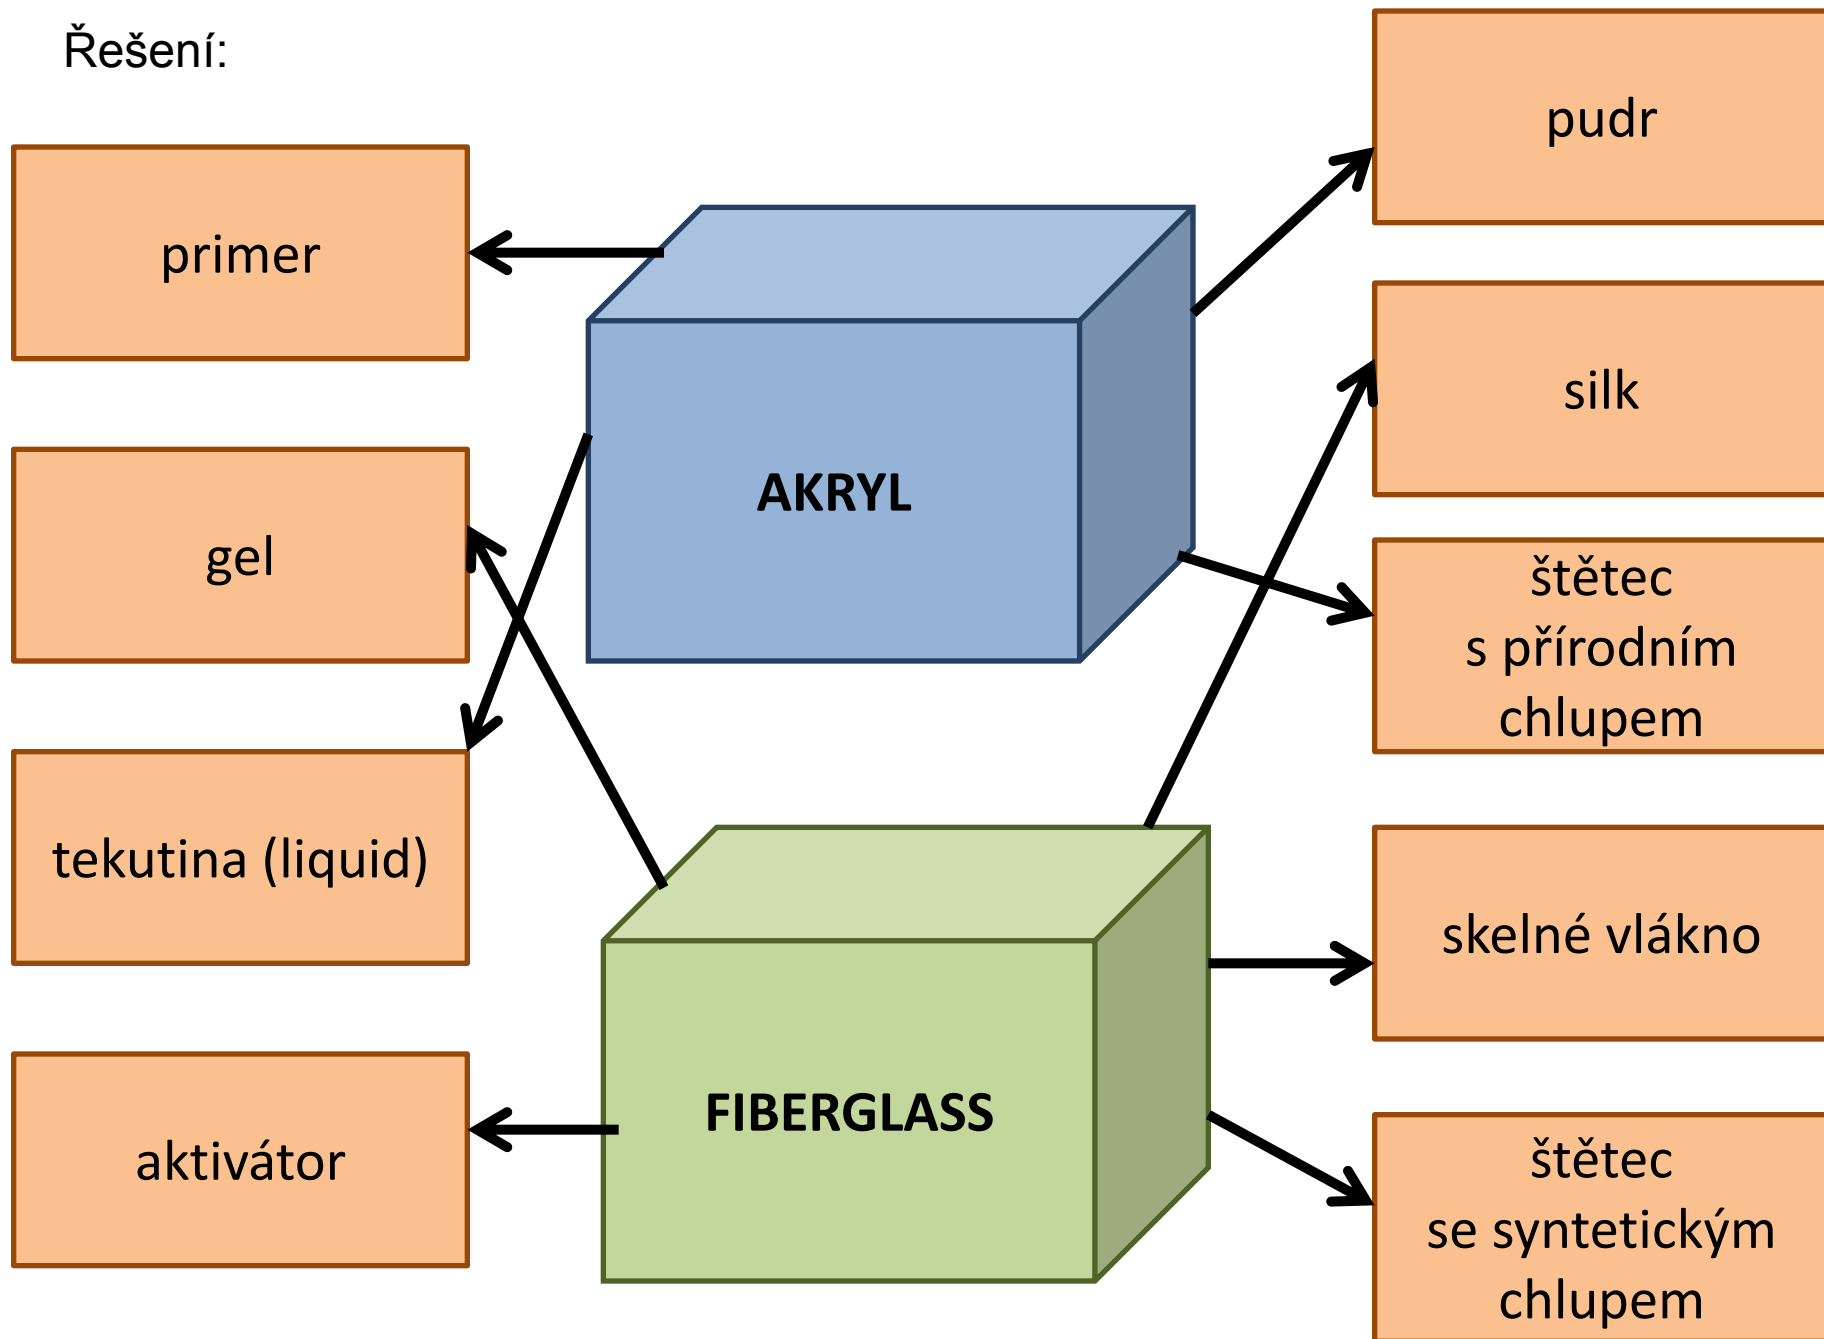 Řešení:
pudr
primer
silk
AKRYL
gel
štětec
s přírodním
chlupem
tekutina (liquid)
skelné vlákno
FIBERGLASS
aktivátor
štětec
se syntetickým
chlupem